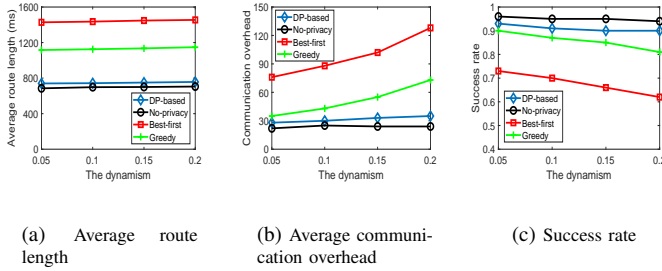 Average route length (ms)
1600
1200
800
400
0
DP-based
No-privacy
Best-first
Greedy
0.05 0.1 0.15 0.2
The dynamism
Communication overhead
150
120
90
60
30
0
DP-based
No-privacy
Best-first
Greedy
0.05 0.1 0.15 0.2
The dynamism
Success rate
1
0.9
0.8
0.7
0.6
0.5
0.4
DP-based
No-privacy
Best-first
Greedy
0.05 0.1 0.15 0.2
The dynamism
(a) Average route
length
(b) Average communi-
cation overhead
(c) Success rate